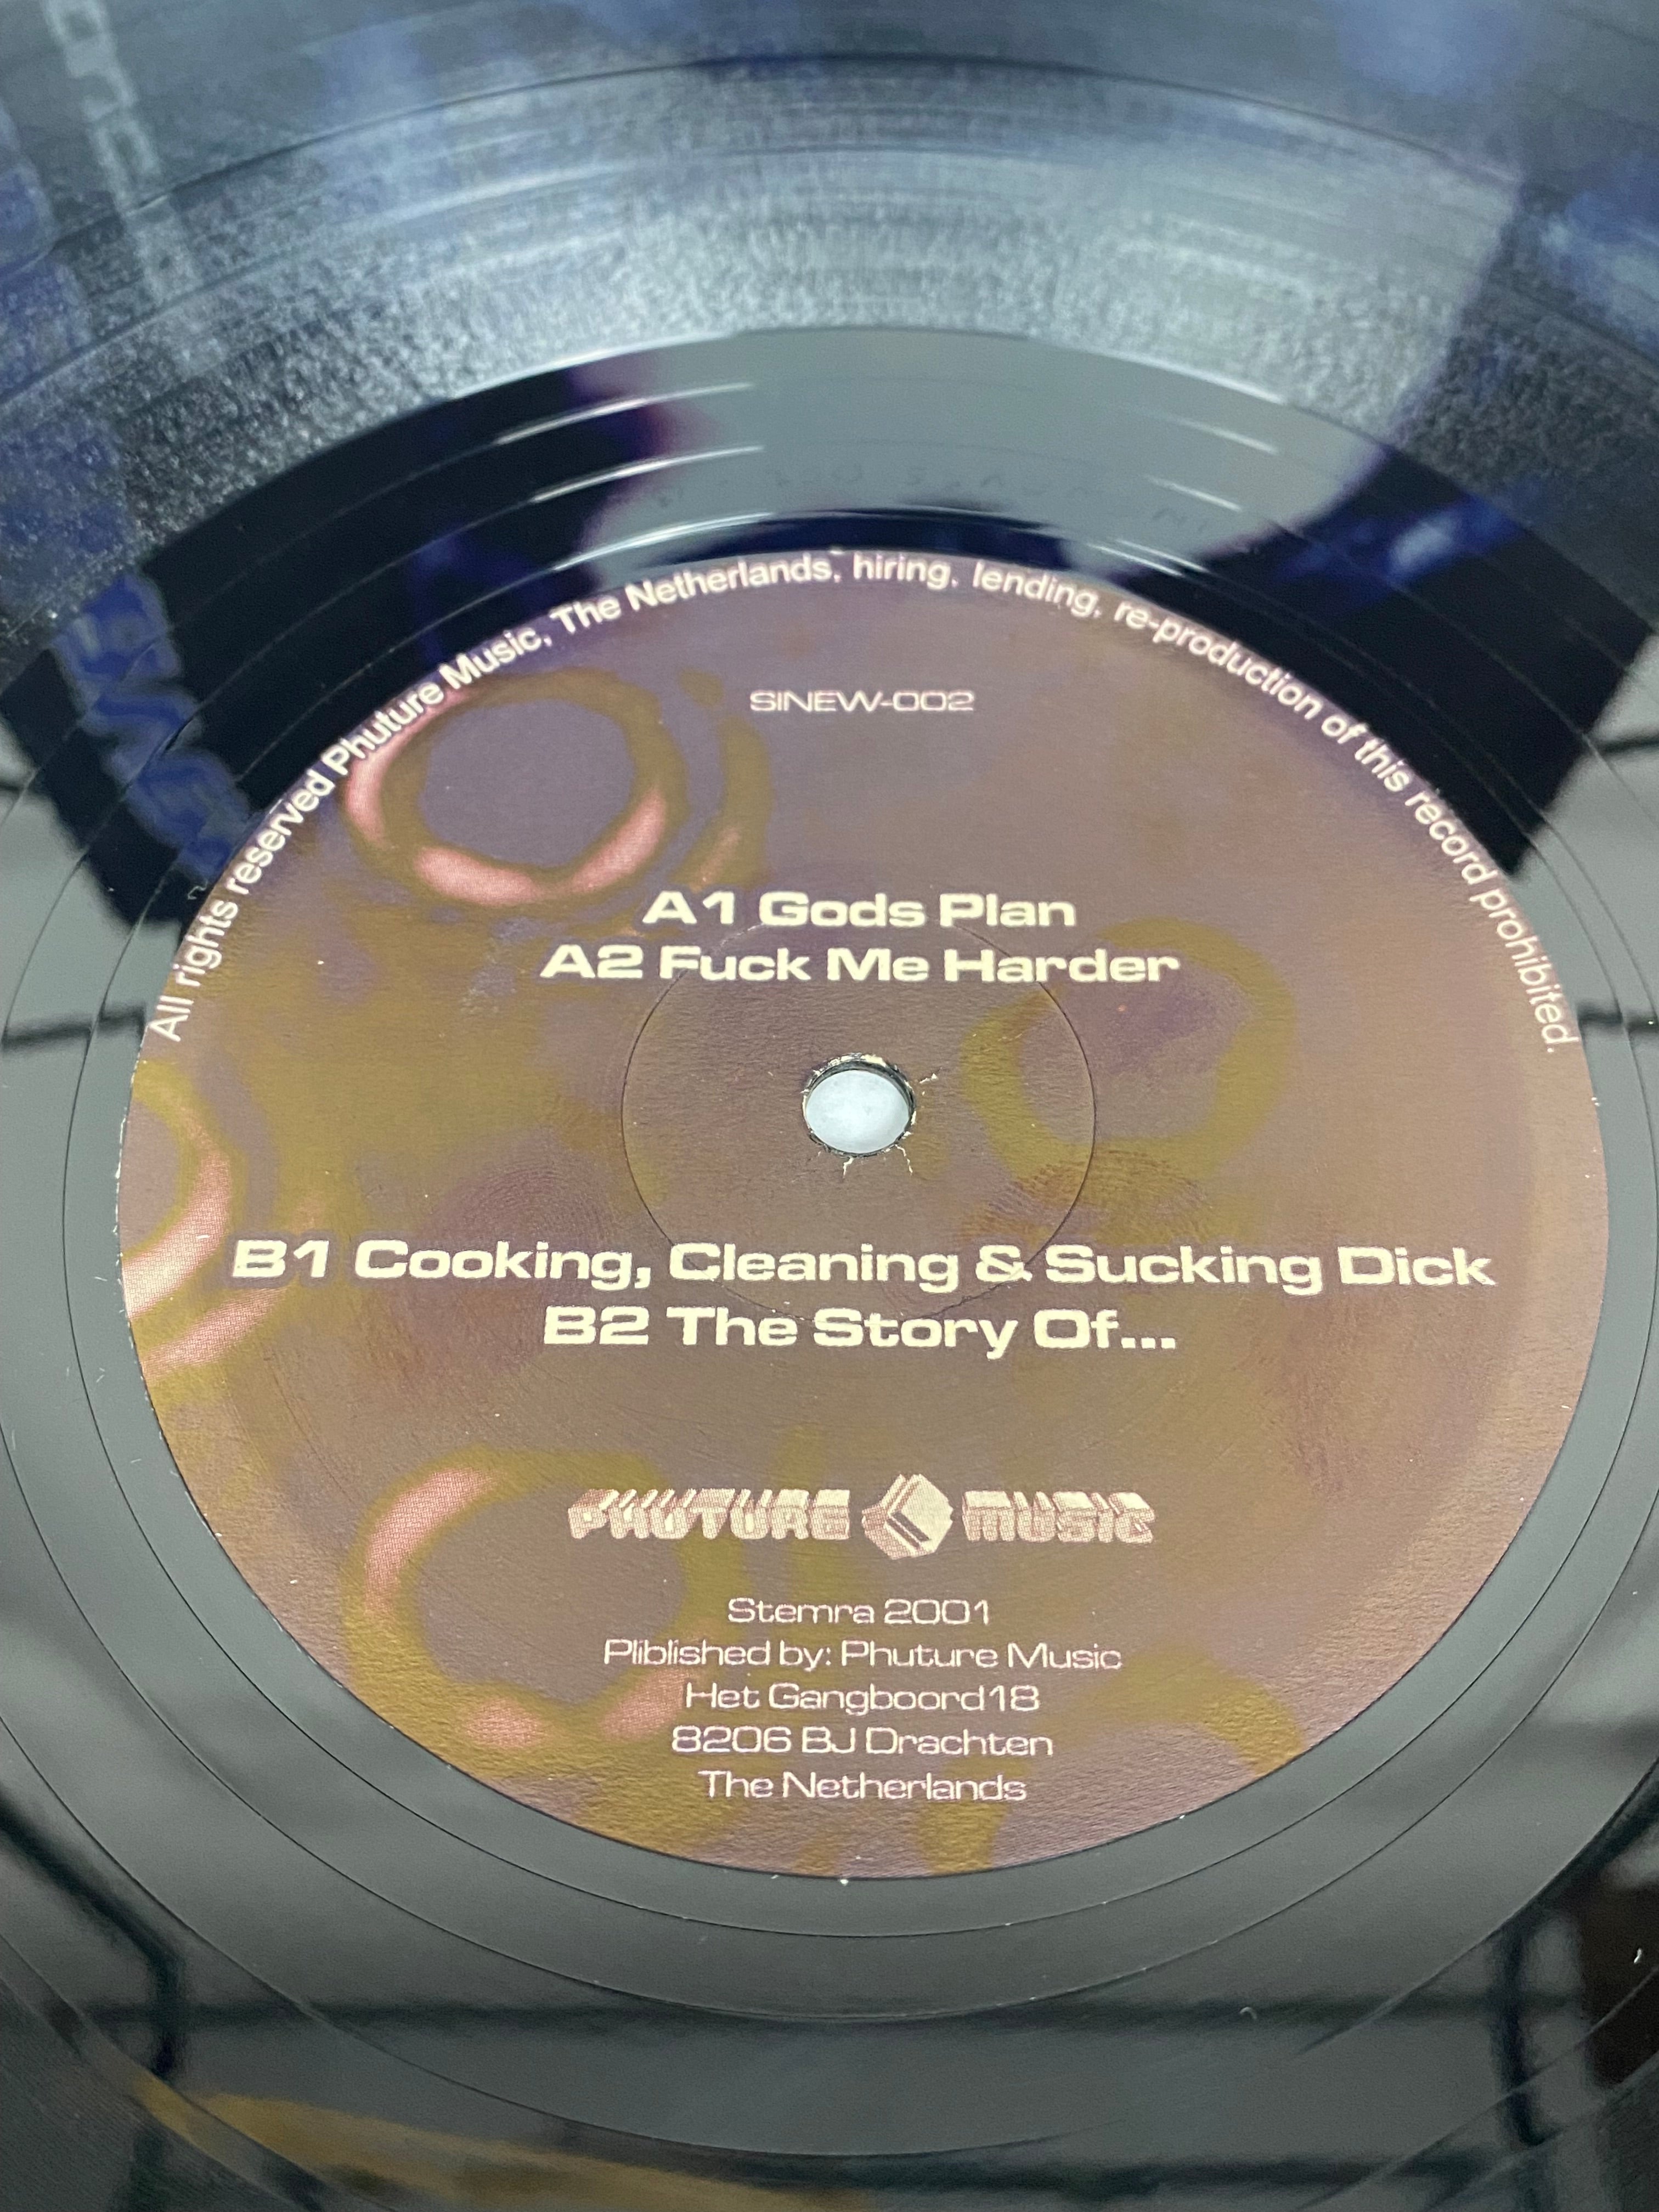 All rights reserved Phuture Music, The Netherlands, hiring, lending, re-production of this record prohibited.
SINEW-002
A1 Gods Plan
A2 Fuck Me Harder
B1 Cooking, Cleaning & Sucking Dick
B2 The Story Of...
PHUTURE MUSIC
Stemra 2001
Pliblished by: Phuture Music
Het Gangboord18
8206 BJ Drachten
The Netherlands